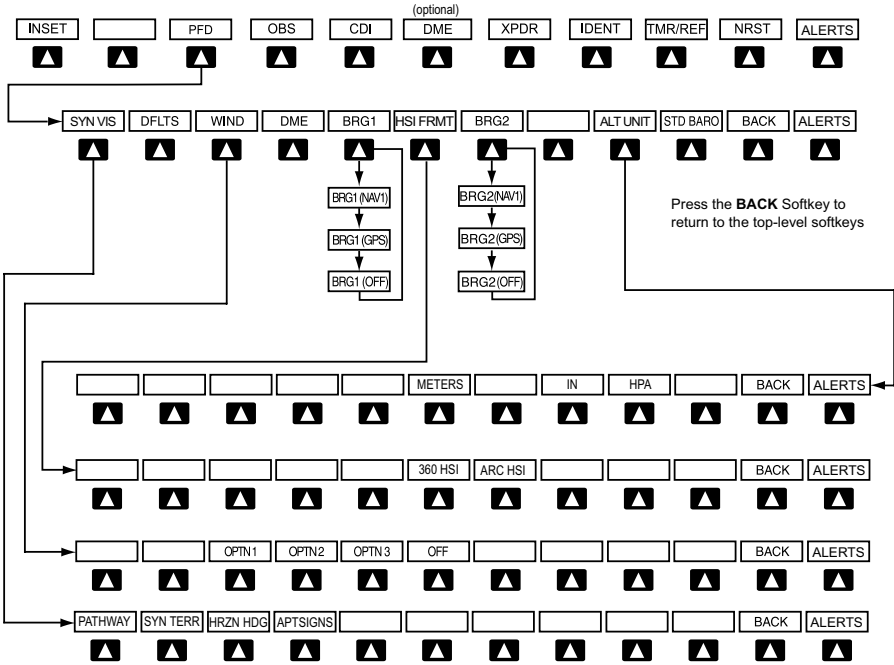 (optional)
INSET PFD OBS CDI DME XPDR IDENT TMR/REF NRST ALERTS
SYN VIS DFLTS WIND DME BRG1 HSI FRMT BRG2 ALT UNIT STD BARO BACK ALERTS
BRG1(NAV1) BRG2(NAV1)
BRG1(GPS) BRG2(GPS)
BRG1(OFF) BRG2(OFF)
Press the BACK Softkey to
return to the top-level softkeys
METERS IN HPA BACK ALERTS
360 HSI ARC HSI BACK ALERTS
OPTN 1 OPTN 2 OPTN 3 OFF BACK ALERTS
PATHWAY SYN TERR HRZN HDG APTSIGNS BACK ALERTS